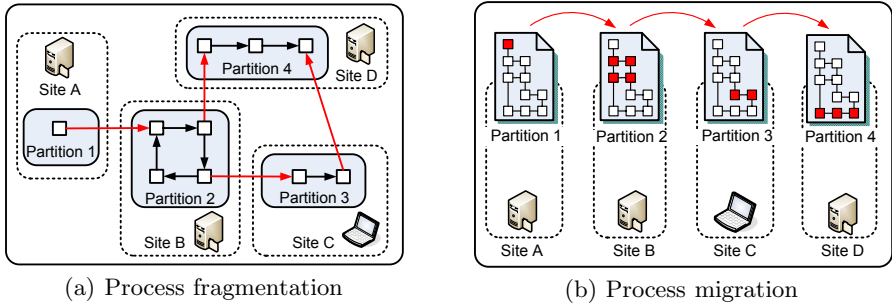 Site A
Partition 4
Site D
Partition 1
Partition 2
Partition 3
Site B
Site C
(a) Process fragmentation
Partition 1
Partition 2
Partition 3
Partition 4
Site A
Site B
Site C
Site D
(b) Process migration